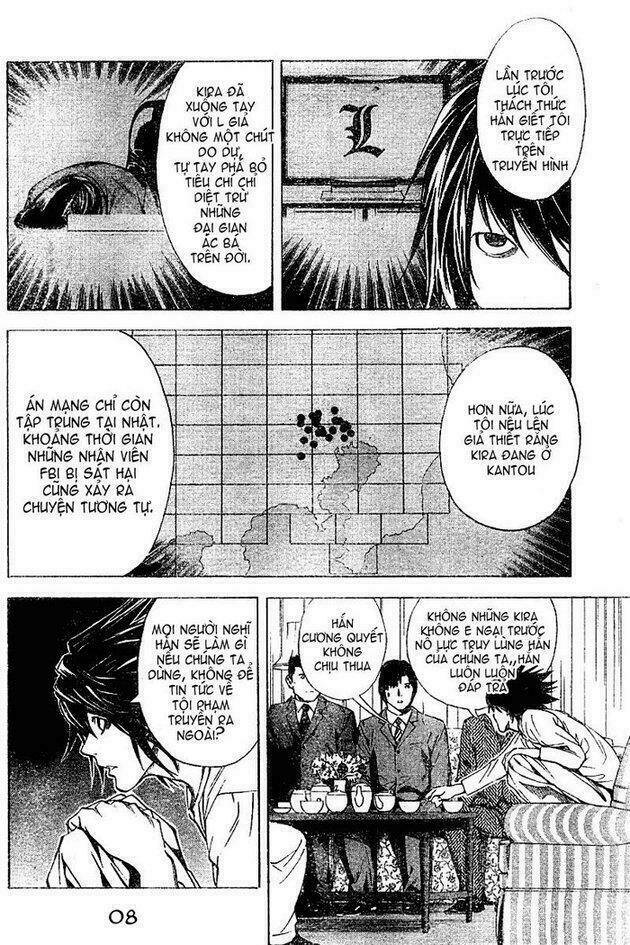 LẦN TRƯỚC
LÚC TÔI
THÁCH THỨC
HẮN GIẾT TÔI
TRỰC TIẾP
TRÊN
TRUYỀN HÌNH
L
KIRA ĐÃ
XUỐNG TAY
VỚI L GIẢ
KHÔNG MỘT CHÚT
DO DỰ,
TỰ TAY PHÁ BỎ
TIÊU CHÍ CHỈ
DIỆT TRỪ
NHỮNG
ĐẠI GIAN
ÁC BÁ
TRÊN ĐỜI.
HƠN NỮA, LÚC
TÔI NÊU LÊN
GIẢ THIẾT RẰNG
KIRA ĐANG Ở
KANTOU
ÁN MẠNG CHỈ CÒN
TẬP TRUNG TẠI NHẬT.
KHOẢNG THỜI GIAN
NHỮNG NHÂN VIÊN
FBI BỊ SÁT HẠI
CŨNG XẢY RA
CHUYỆN TƯƠNG TỰ.
KHÔNG NHỮNG KIRA
KHÔNG E NGẠI TRƯỚC
NỖ LỰC TRUY LÙNG HẮN
CỦA CHÚNG TA,,HẮN
LUÔN LUÔN
ĐÁP TRẢ
HẮN
CƯƠNG QUYẾT
KHÔNG
CHỊU THUA
MỌI NGƯỜI NGHĨ
HẮN SẼ LÀM GÌ
NẾU CHÚNG TA
DỪNG, KHÔNG ĐỂ
TIN TỨC VỀ
TỘI PHẠM
TRUYỀN RA
NGOÀI?
08